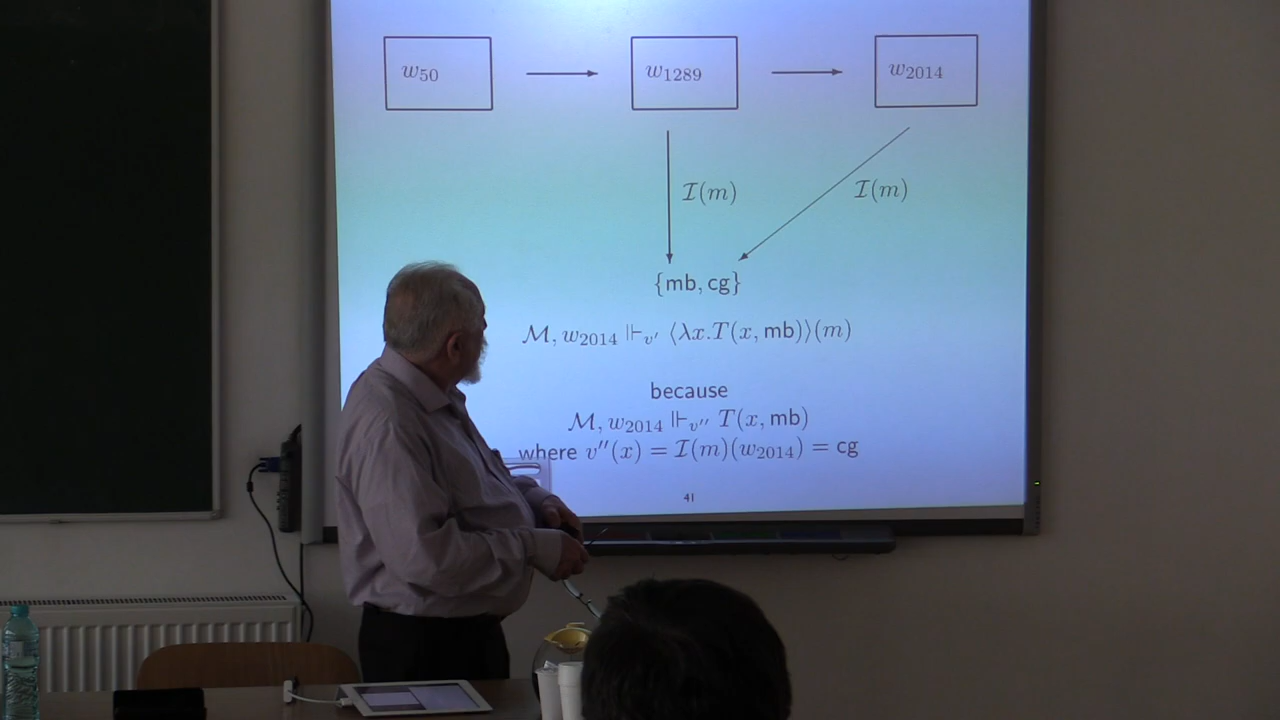 w₅₀ w₁₂₈₉ w₂₀₁₄
ℐ(m) ℐ(m)
{mb, cg}
ℳ, w₂₀₁₄ ⊩ᵥ′ ⟨λx.T(x, mb)⟩(m)
because
ℳ, w₂₀₁₄ ⊩ᵥ″ T(x, mb)
where v″(x) = ℐ(m)(w₂₀₁₄) = cg
41